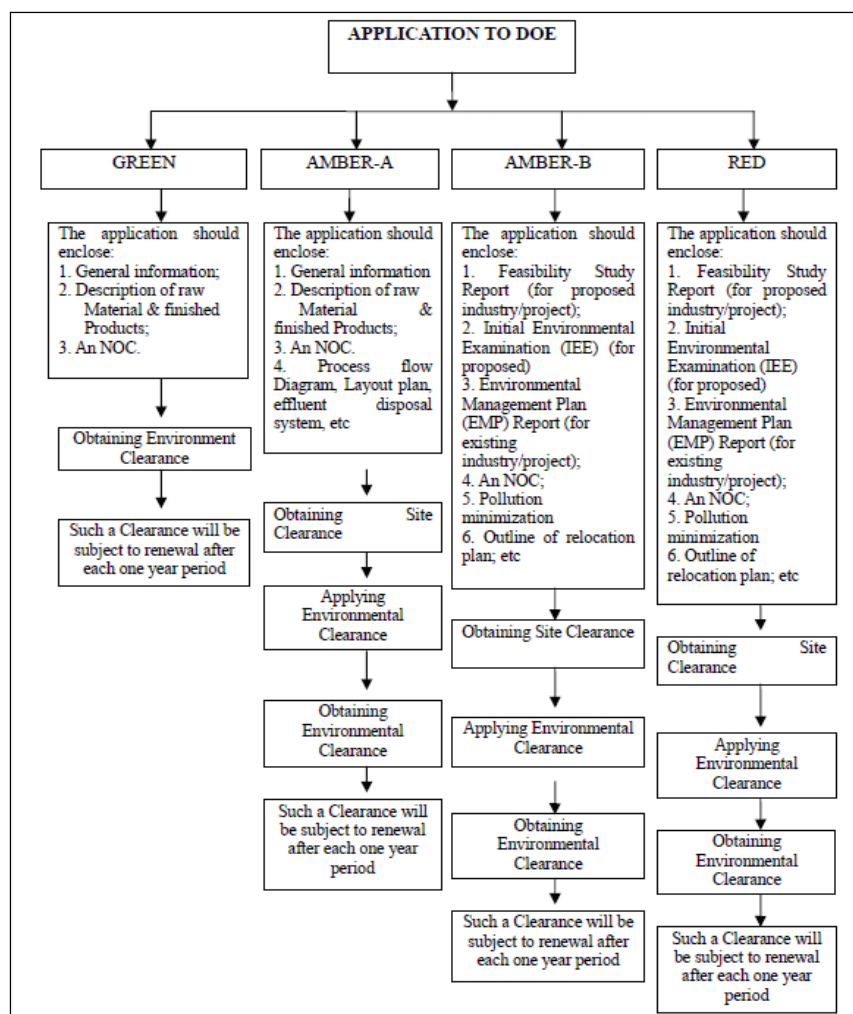 APPLICATION TO DOE
GREEN
AMBER-A
AMBER-B
RED
The application should
enclose:
1. General information;
2. Description of raw
Material & finished
Products;
3. An NOC.
Obtaining Environment
Clearance
Such a Clearance will be
subject to renewal after
each one year period
The application should
enclose:
1. General information
2. Description of raw
Material &
finished Products;
3. An NOC.
4. Process flow
Diagram, Layout plan,
effluent disposal
system, etc
Obtaining Site
Clearance
Applying
Environmental
Clearance
Obtaining
Environmental
Clearance
Such a Clearance will
be subject to renewal
after each one year
period
The application should
enclose:
1. Feasibility Study
Report (for proposed
industry/project);
2. Initial Environmental
Examination (IEE) (for
proposed)
3. Environmental
Management Plan
(EMP) Report (for
existing
industry/project);
4. An NOC;
5. Pollution
minimization
6. Outline of relocation
plan; etc
Obtaining Site Clearance
Applying Environmental
Clearance
Obtaining
Environmental
Clearance
Such a Clearance will be
subject to renewal after
each one year period
The application should
enclose:
1. Feasibility Study
Report (for proposed
industry/project);
2. Initial
Environmental
Examination (IEE)
(for proposed)
3. Environmental
Management Plan
(EMP) Report (for
existing
industry/project);
4. An NOC;
5. Pollution
minimization
6. Outline of
relocation plan; etc
Obtaining Site
Clearance
Applying
Environmental
Clearance
Obtaining
Environmental
Clearance
Such a Clearance will
be subject to renewal
after each one year
period